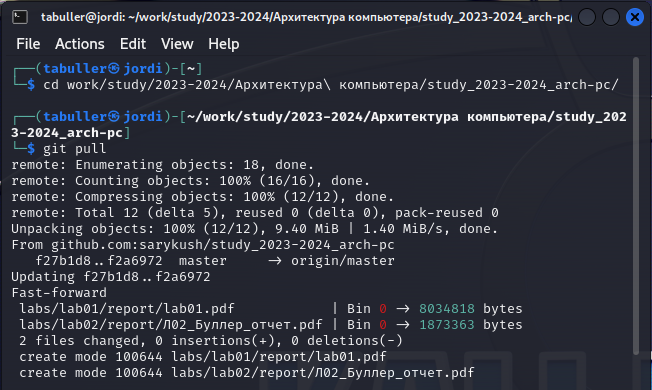 tabuller@jordi: ~/work/study/2023-2024/Архитектура компьютера/study_2023-2024_arch-pc/
File Actions Edit View Help
┌──(tabuller㉿jordi)-[~]
└─$ cd work/study/2023-2024/Архитектура\ компьютера/study_2023-2024_arch-pc/
┌──(tabuller㉿jordi)-[~/work/study/2023-2024/Архитектура компьютера/study_202
3-2024_arch-pc]
└─$ git pull
remote: Enumerating objects: 18, done.
remote: Counting objects: 100% (16/16), done.
remote: Compressing objects: 100% (12/12), done.
remote: Total 12 (delta 5), reused 0 (delta 0), pack-reused 0
Unpacking objects: 100% (12/12), 9.40 MiB | 1.40 MiB/s, done.
From github.com:sarykush/study_2023-2024_arch-pc
   f27b1d8..f2a6972  master     -> origin/master
Updating f27b1d8..f2a6972
Fast-forward
 labs/lab01/report/lab01.pdf            | Bin 0 -> 8034818 bytes
 labs/lab02/report/Л02_Буллер_отчет.pdf | Bin 0 -> 1873363 bytes
 2 files changed, 0 insertions(+), 0 deletions(-)
 create mode 100644 labs/lab01/report/lab01.pdf
 create mode 100644 labs/lab02/report/Л02_Буллер_отчет.pdf